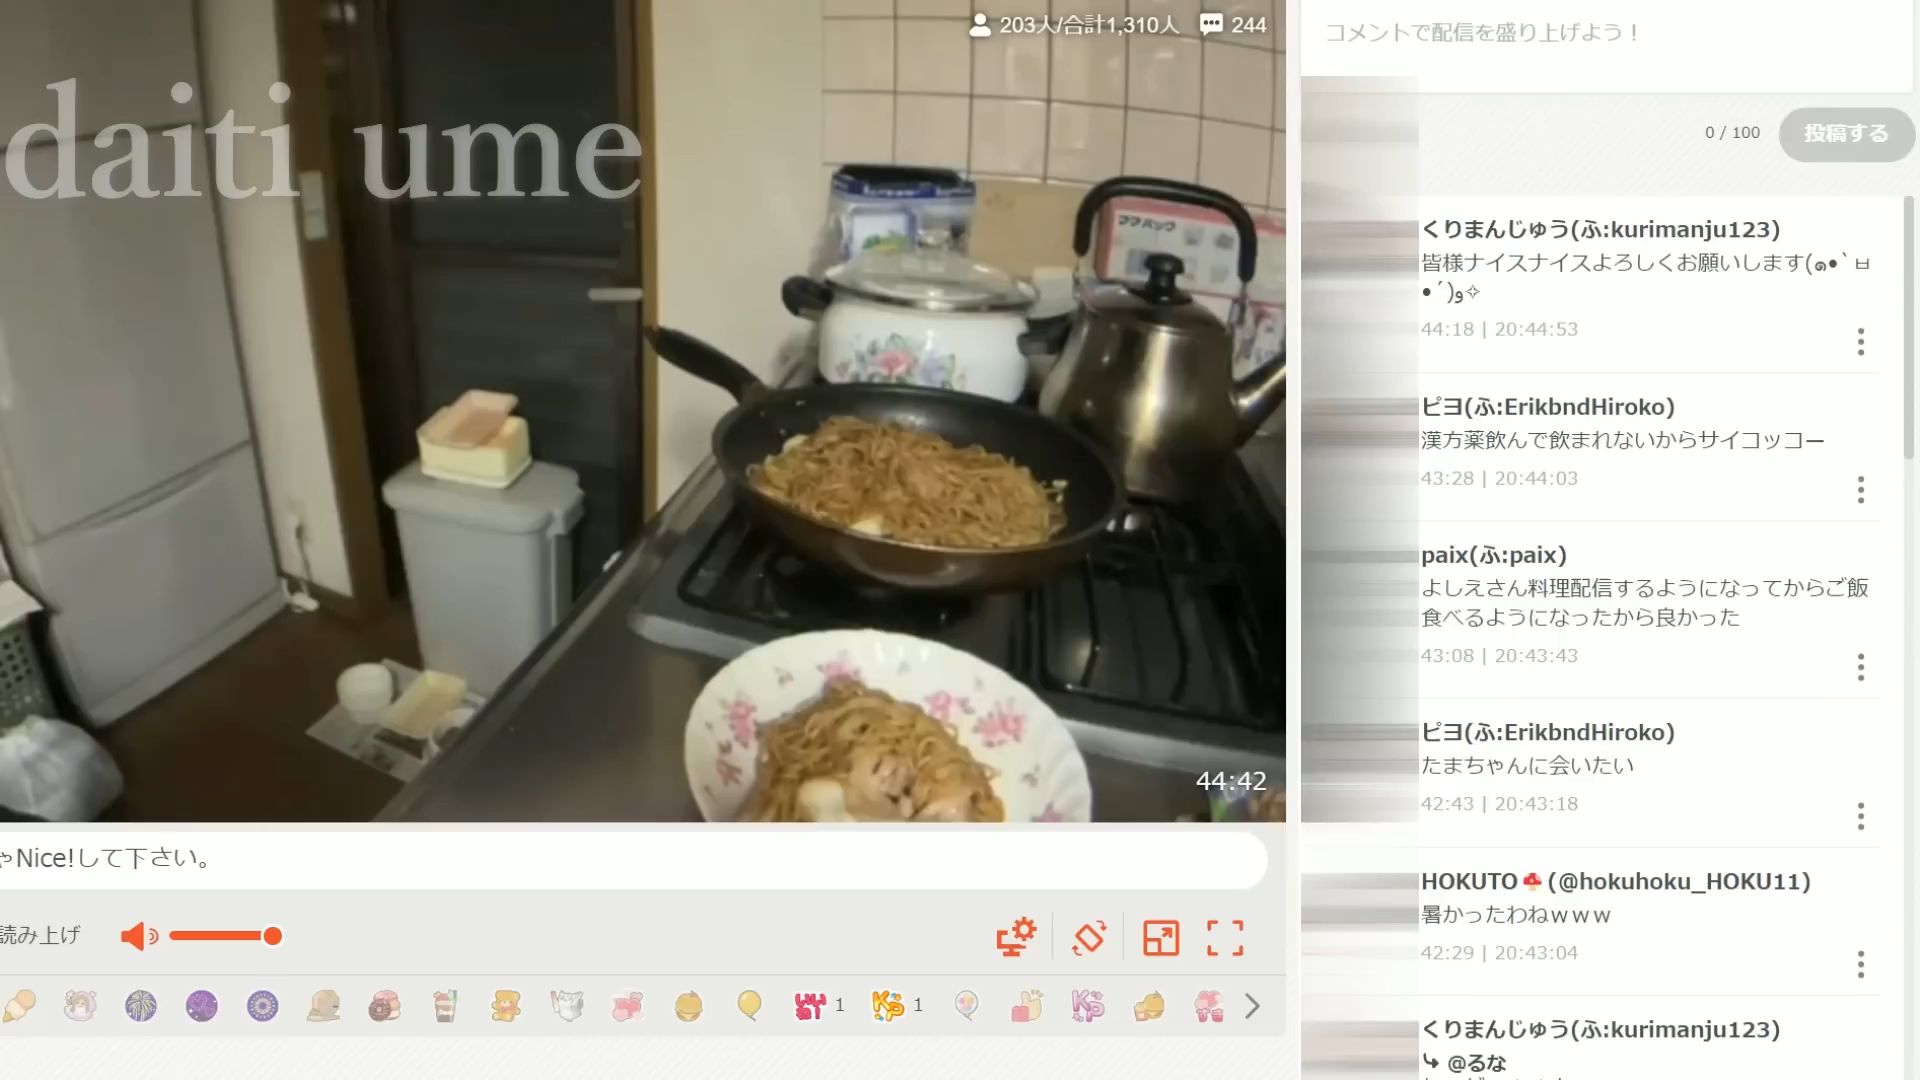 203人/合計1,310人 244
daiti ume
ママパック
44:42
ゃNice!して下さい。
読み上げ
1
1
コメントで配信を盛り上げよう！
0 / 100 投稿する
くりまんじゅう(ふ:kurimanju123)
皆様ナイスナイスよろしくお願いします(๑•̀ㅂ
•́)و✧
44:18 | 20:44:53
ピヨ(ふ:ErikbndHiroko)
漢方薬飲んで飲まれないからサイコッコー
43:28 | 20:44:03
paix(ふ:paix)
よしえさん料理配信するようになってからご飯
食べるようになったから良かった
43:08 | 20:43:43
ピヨ(ふ:ErikbndHiroko)
たまちゃんに会いたい
42:43 | 20:43:18
HOKUTO🍄(@hokuhoku_HOKU11)
暑かったわねｗｗｗ
42:29 | 20:43:04
くりまんじゅう(ふ:kurimanju123)
@るな